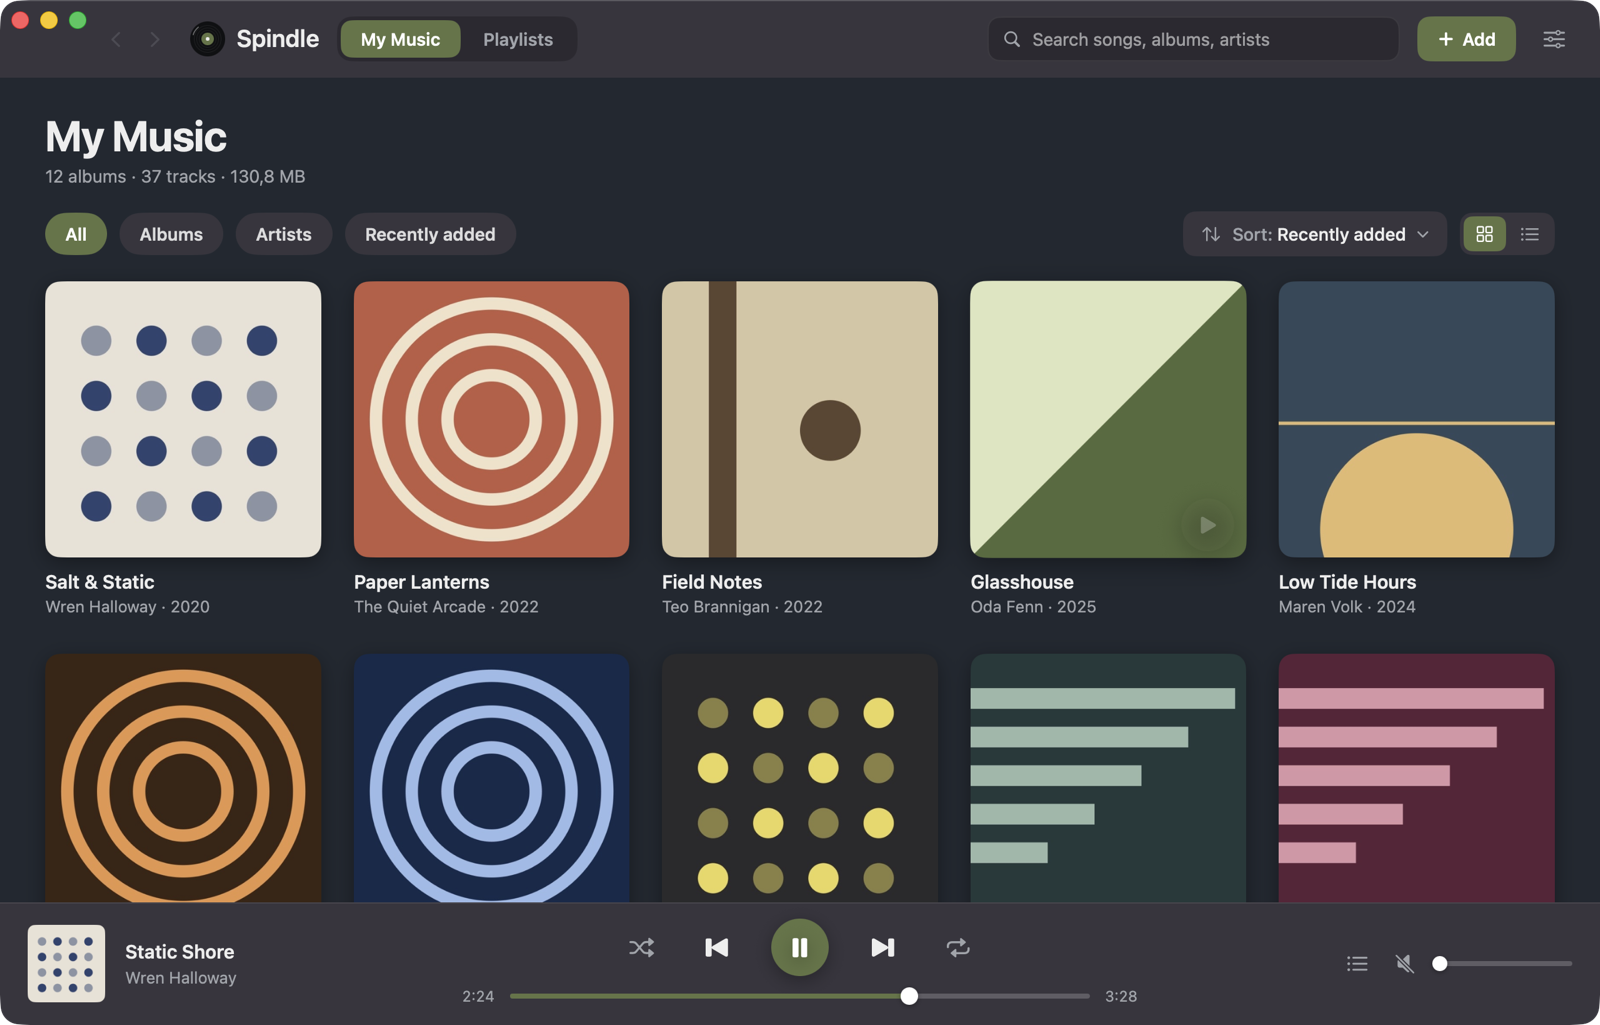 Spindle
My Music
Playlists
Search songs, albums, artists
+ Add
My Music
12 albums · 37 tracks · 130,8 MB
All
Albums
Artists
Recently added
Sort: Recently added
Salt & Static
Wren Halloway · 2020
Paper Lanterns
The Quiet Arcade · 2022
Field Notes
Teo Brannigan · 2022
Glasshouse
Oda Fenn · 2025
Low Tide Hours
Maren Volk · 2024
Static Shore
Wren Halloway
2:24
3:28